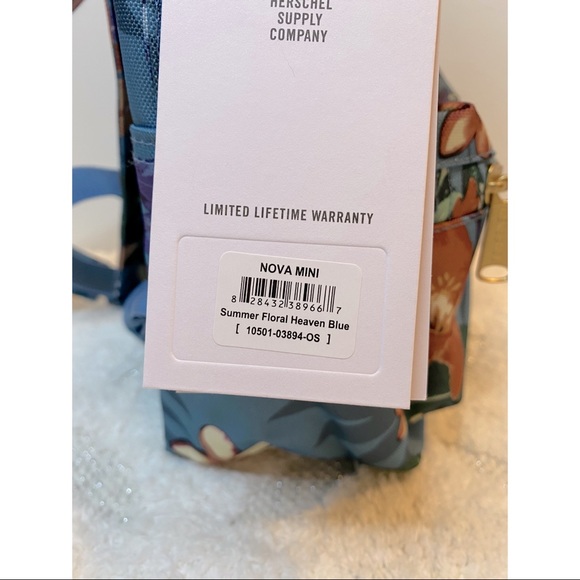 HERSCHEL
SUPPLY
COMPANY
LIMITED LIFETIME WARRANTY
NOVA MINI
8 28432 38966 7
Summer Floral Heaven Blue
[ 10501-03894-OS ]